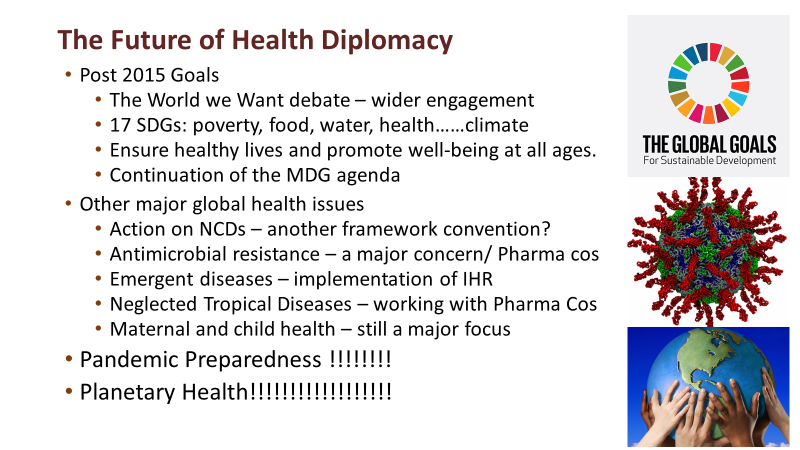 The Future of Health Diplomacy
• Post 2015 Goals
• The World we Want debate – wider engagement
• 17 SDGs: poverty, food, water, health……climate
• Ensure healthy lives and promote well-being at all ages.
• Continuation of the MDG agenda
• Other major global health issues
• Action on NCDs – another framework convention?
• Antimicrobial resistance – a major concern/ Pharma cos
• Emergent diseases – implementation of IHR
• Neglected Tropical Diseases – working with Pharma Cos
• Maternal and child health – still a major focus
• Pandemic Preparedness !!!!!!!!
• Planetary Health!!!!!!!!!!!!!!!!!!
THE GLOBAL GOALS
For Sustainable Development